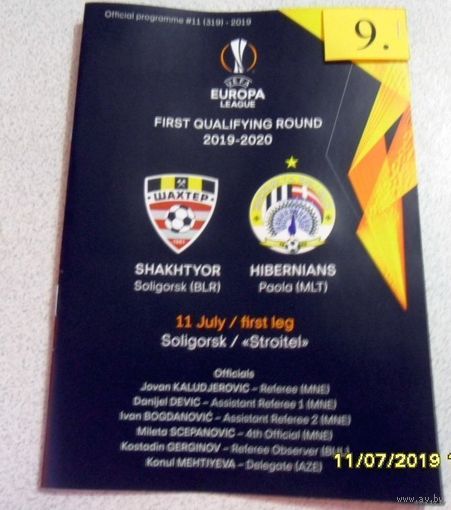 Official programme #11 (319) - 2019
9.
UEFA
EUROPA
LEAGUE
FIRST QUALIFYING ROUND
2019-2020
ШАХТЕР
1961
SHAKHTYOR
Soligorsk (BLR)
HIBERNIANS
Paola (MLT)
11 July / first leg
Soligorsk / «Stroitel»
Officials
Jovan KALUDJEROVIC – Referee (MNE)
Danijel DEVIC – Assistant Referee 1 (MNE)
Ivan BOGDANOVIĆ – Assistant Referee 2 (MNE)
Mileta SCEPANOVIC – 4th Official (MNE)
Kostadin GERGINOV – Referee Observer (BUL)
Konul MEHTIYEVA – Delegate (AZE)
11/07/2019
www.ay.by